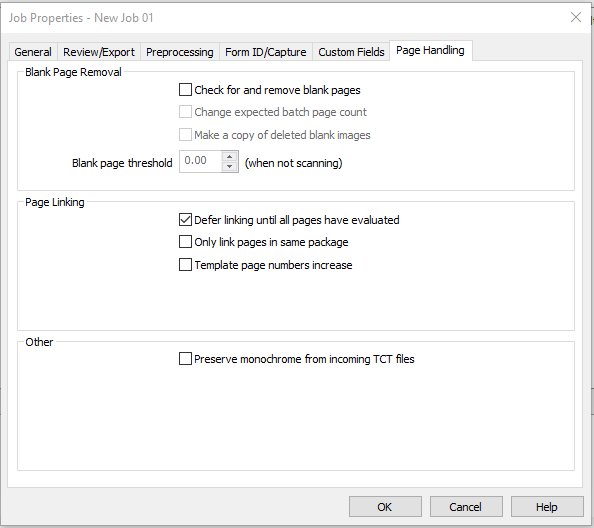 Job Properties - New Job 01
General Review/Export Preprocessing Form ID/Capture Custom Fields Page Handling
Blank Page Removal
Check for and remove blank pages
Change expected batch page count
Make a copy of deleted blank images
Blank page threshold 0.00 (when not scanning)
Page Linking
Defer linking until all pages have evaluated
Only link pages in same package
Template page numbers increase
Other
Preserve monochrome from incoming TCT files
OK Cancel Help